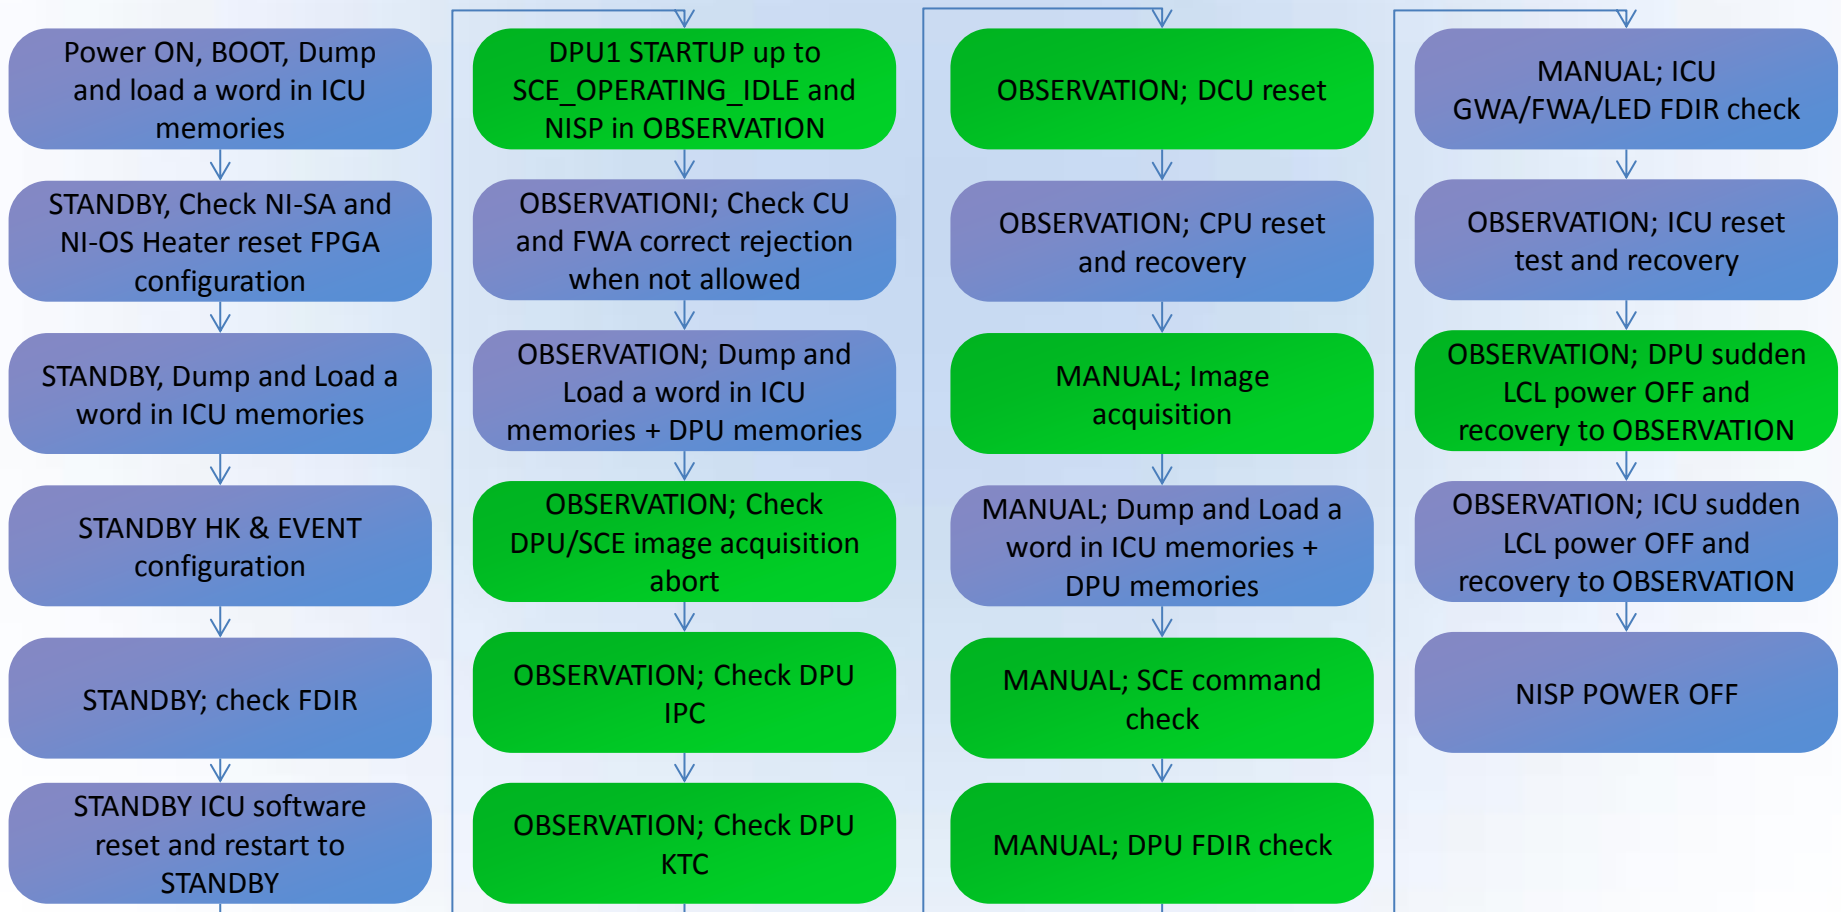 Power ON, BOOT, Dump
and load a word in ICU
memories
STANDBY, Check NI-SA and
NI-OS Heater reset FPGA
configuration
STANDBY, Dump and Load a
word in ICU memories
STANDBY HK & EVENT
configuration
STANDBY; check FDIR
STANDBY ICU software
reset and restart to
STANDBY
DPU1 STARTUP up to
SCE_OPERATING_IDLE and
NISP in OBSERVATION
OBSERVATIONI; Check CU
and FWA correct rejection
when not allowed
OBSERVATION; Dump and
Load a word in ICU
memories + DPU memories
OBSERVATION; Check
DPU/SCE image acquisition
abort
OBSERVATION; Check DPU
IPC
OBSERVATION; Check DPU
KTC
OBSERVATION; DCU reset
OBSERVATION; CPU reset
and recovery
MANUAL; Image
acquisition
MANUAL; Dump and Load a
word in ICU memories +
DPU memories
MANUAL; SCE command
check
MANUAL; DPU FDIR check
MANUAL; ICU
GWA/FWA/LED FDIR check
OBSERVATION; ICU reset
test and recovery
OBSERVATION; DPU sudden
LCL power OFF and
recovery to OBSERVATION
OBSERVATION; ICU sudden
LCL power OFF and
recovery to OBSERVATION
NISP POWER OFF